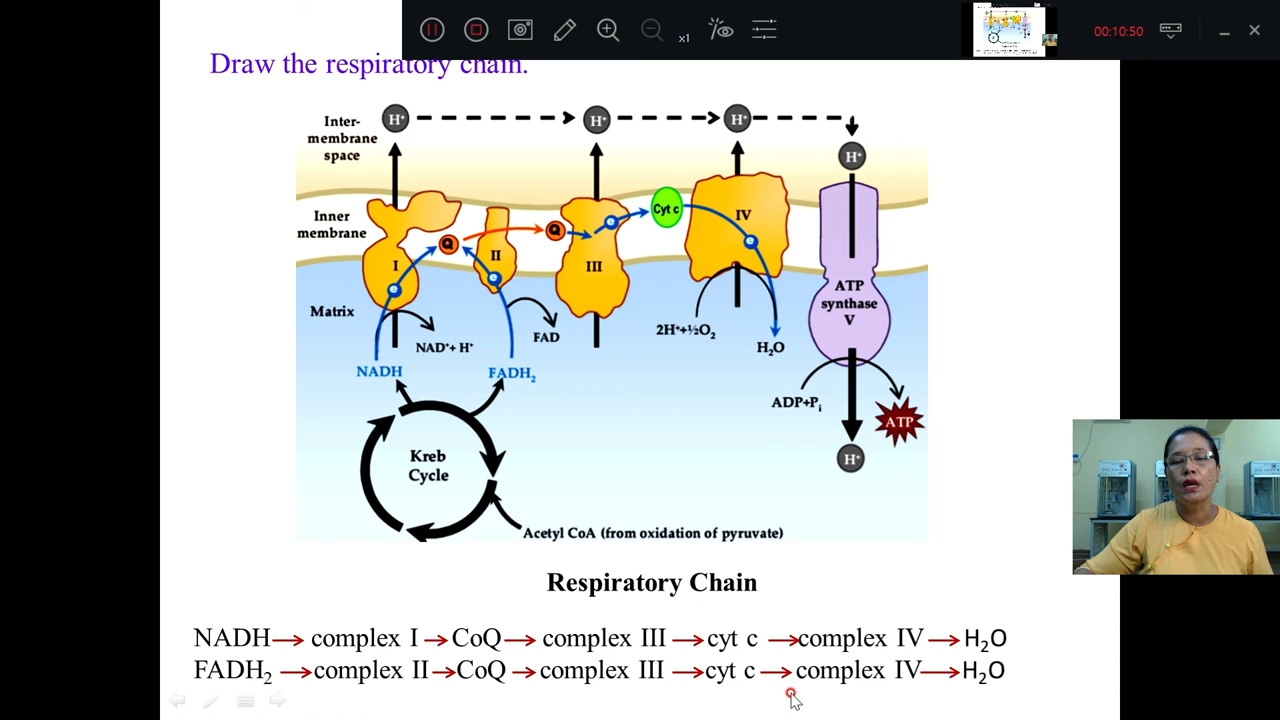 x1
00:10:50
Draw the respiratory chain.
Inter-
membrane
space
H⁺
H⁺
H⁺
H⁺
Inner
membrane
I
Q
II
Q
e
III
Cyt c
IV
e
e
e
Matrix
NAD⁺+ H⁺
FAD
2H⁺+½O₂
H₂O
ATP
synthase
V
NADH
FADH₂
ADP+Pᵢ
ATP
Kreb
Cycle
H⁺
Acetyl CoA (from oxidation of pyruvate)
Respiratory Chain
NADH→ complex I →CoQ→ complex III →cyt c →complex IV→H₂O
FADH₂ →complex II→CoQ →complex III →cyt c→ complex IV→H₂O